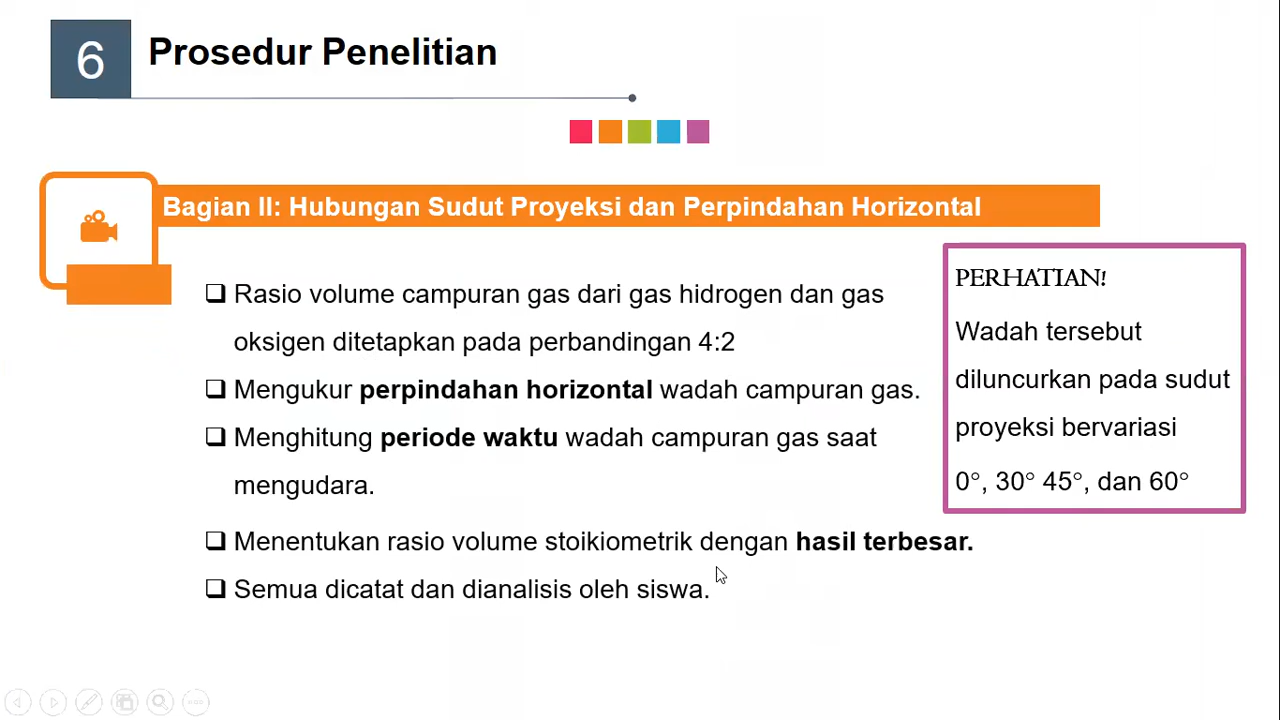 6
Prosedur Penelitian
Bagian II: Hubungan Sudut Proyeksi dan Perpindahan Horizontal
Rasio volume campuran gas dari gas hidrogen dan gas
oksigen ditetapkan pada perbandingan 4:2
Mengukur perpindahan horizontal wadah campuran gas.
Menghitung periode waktu wadah campuran gas saat
mengudara.
Menentukan rasio volume stoikiometrik dengan hasil terbesar.
Semua dicatat dan dianalisis oleh siswa.
PERHATIAN!
Wadah tersebut
diluncurkan pada sudut
proyeksi bervariasi
0°, 30° 45°, dan 60°